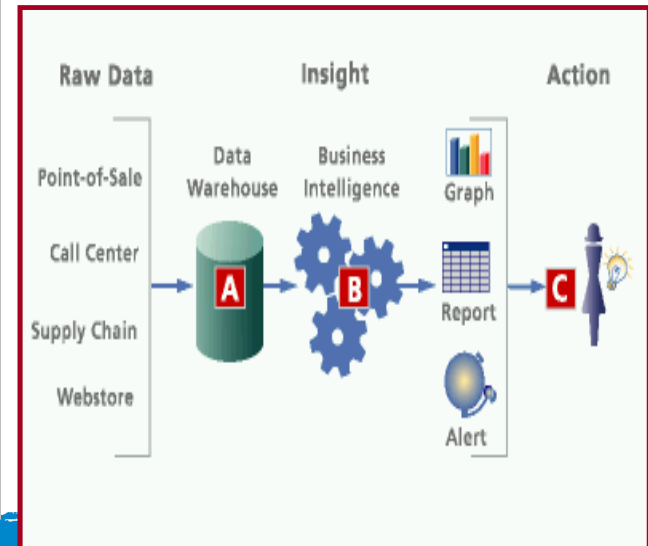 Raw Data
Insight
Action
Point-of-Sale
Call Center
Supply Chain
Webstore
Data
Warehouse
A
Business
Intelligence
B
Graph
Report
Alert
C